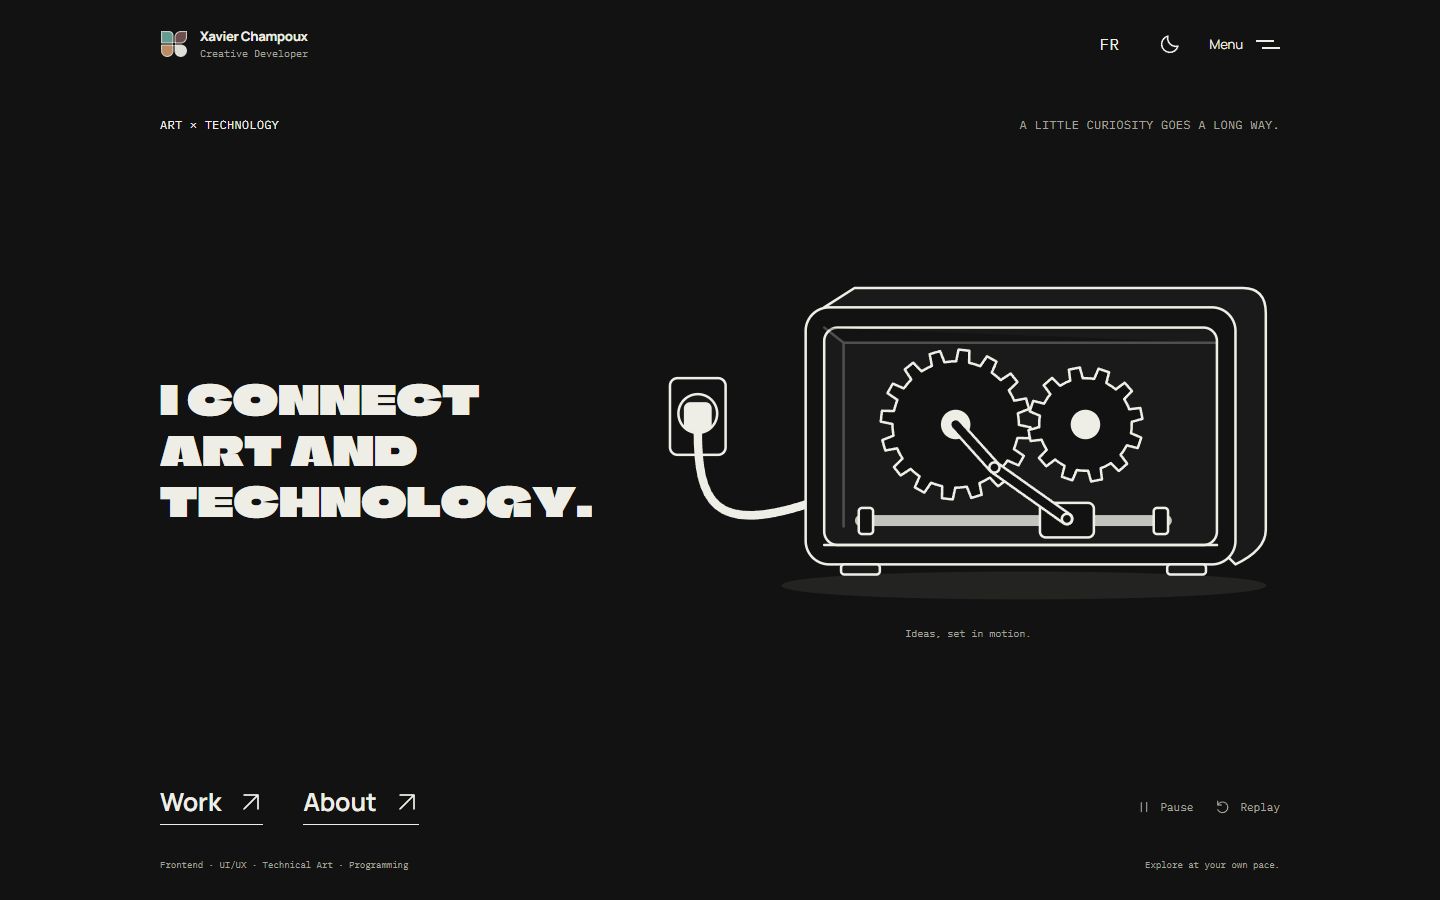 Xavier Champoux
Creative Developer
FR
Menu
ART × TECHNOLOGY
A LITTLE CURIOSITY GOES A LONG WAY.
I CONNECT
ART AND
TECHNOLOGY.
Ideas, set in motion.
Work
About
Pause
Replay
Frontend · UI/UX · Technical Art · Programming
Explore at your own pace.